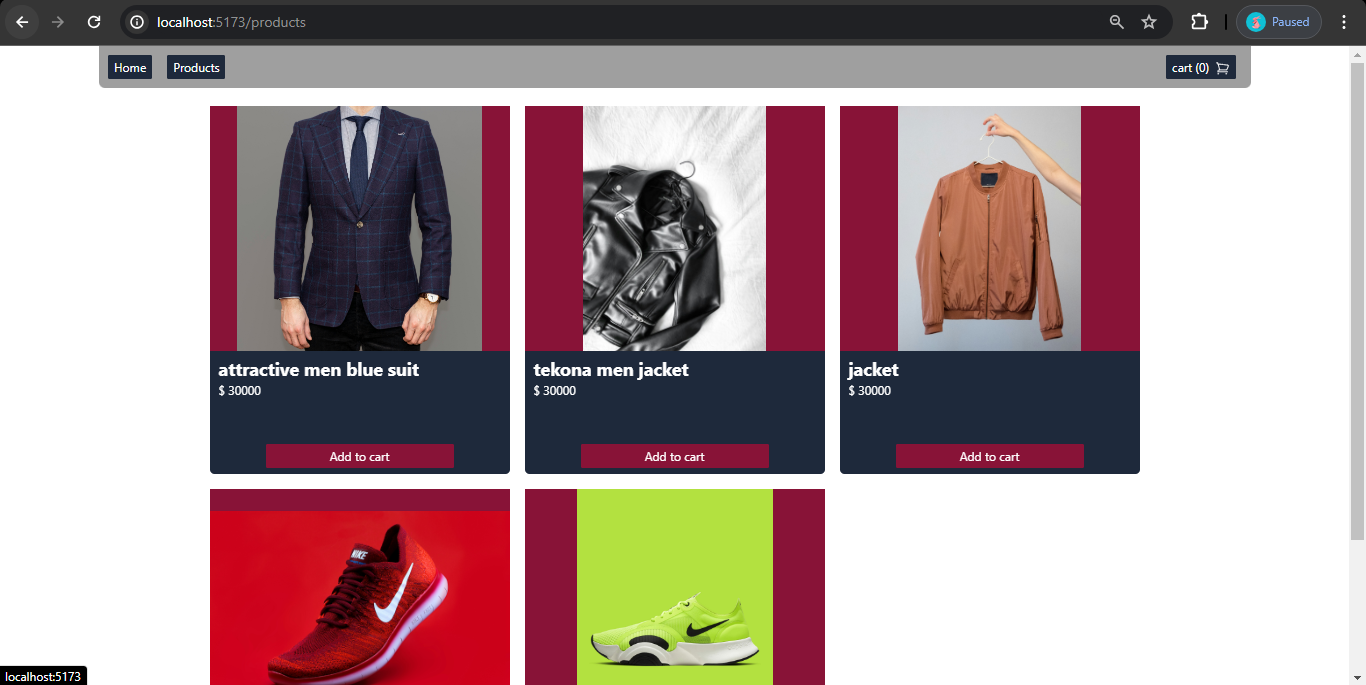 localhost:5173/products
Paused
Home Products cart (0)
attractive men blue suit
$ 30000
Add to cart
tekona men jacket
$ 30000
Add to cart
jacket
$ 30000
Add to cart
NIKE
localhost:5173